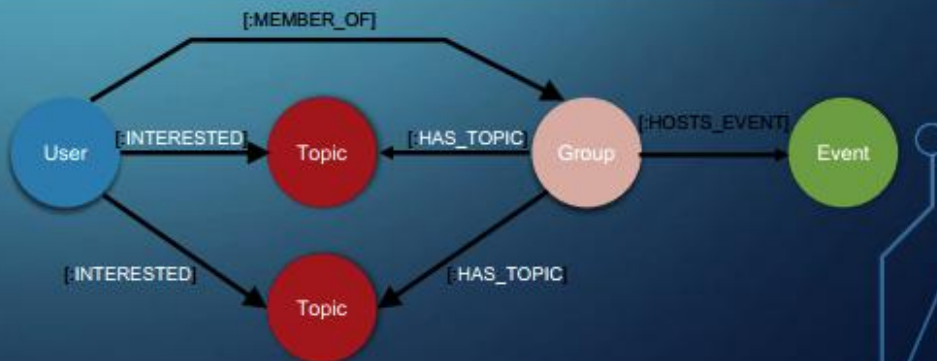 [:MEMBER_OF]
[:INTERESTED]
[:HAS_TOPIC]
[:HOSTS_EVENT]
User
Topic
Group
Event
[:INTERESTED]
[:HAS_TOPIC]
Topic